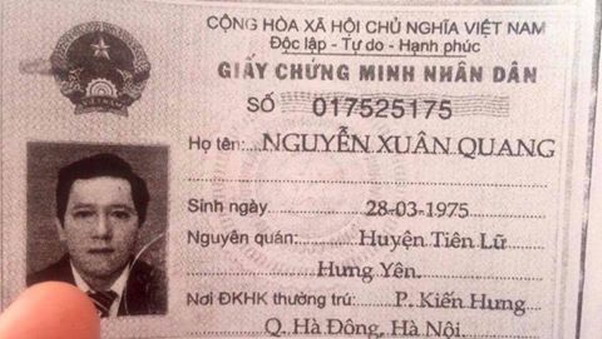 CỘNG HÒA XÃ HỘI CHỦ NGHĨA VIỆT NAM
Độc lập - Tự do - Hạnh phúc
GIẤY CHỨNG MINH NHÂN DÂN
SỐ 017525175
Họ tên: NGUYỄN XUÂN QUANG
Sinh ngày 28-03-1975
Nguyên quán: Huyện Tiên Lữ
Hưng Yên.
Nơi ĐKHK thường trú: P. Kiến Hưng
Q. Hà Đông, Hà Nội.